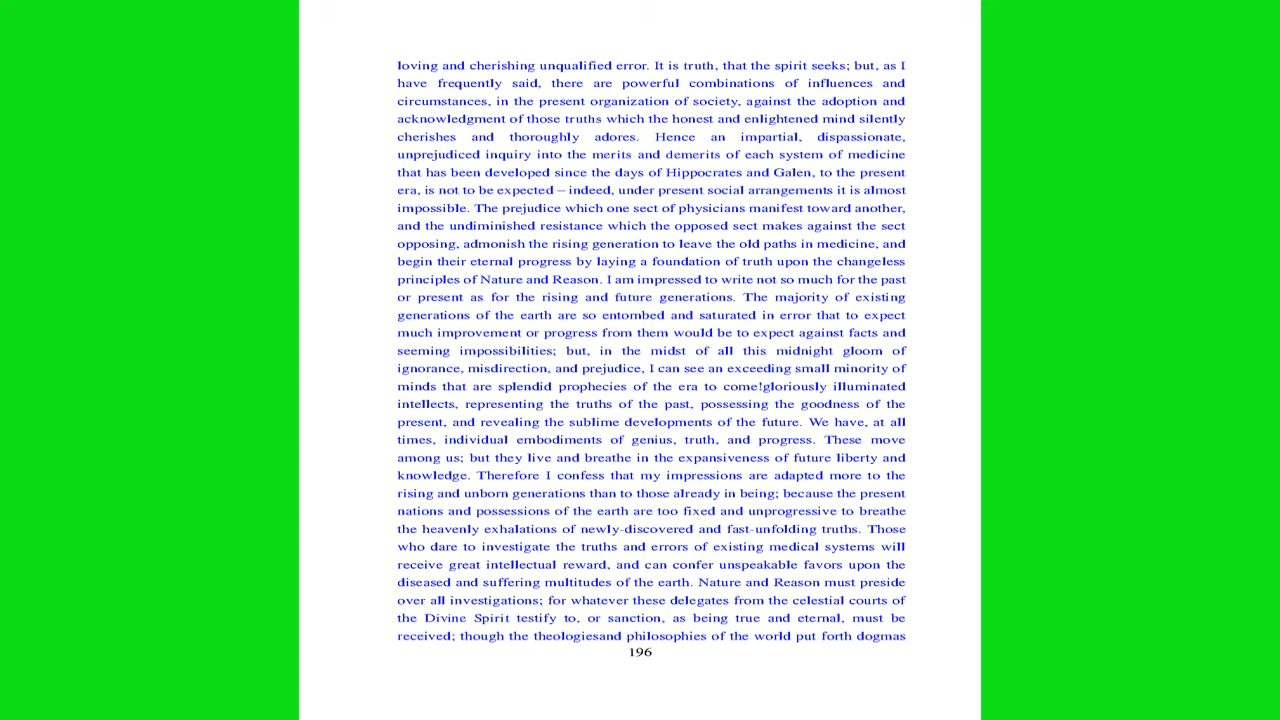 loving and cherishing unqualified error. It is truth, that the spirit seeks; but, as I
have frequently said, there are powerful combinations of influences and
circumstances, in the present organization of society, against the adoption and
acknowledgment of those truths which the honest and enlightened mind silently
cherishes and thoroughly adores. Hence an impartial, dispassionate,
unprejudiced inquiry into the merits and demerits of each system of medicine
that has been developed since the days of Hippocrates and Galen, to the present
era, is not to be expected – indeed, under present social arrangements it is almost
impossible. The prejudice which one sect of physicians manifest toward another,
and the undiminished resistance which the opposed sect makes against the sect
opposing, admonish the rising generation to leave the old paths in medicine, and
begin their eternal progress by laying a foundation of truth upon the changeless
principles of Nature and Reason. I am impressed to write not so much for the past
or present as for the rising and future generations. The majority of existing
generations of the earth are so entombed and saturated in error that to expect
much improvement or progress from them would be to expect against facts and
seeming impossibilities; but, in the midst of all this midnight gloom of
ignorance, misdirection, and prejudice, I can see an exceeding small minority of
minds that are splendid prophecies of the era to come!gloriously illuminated
intellects, representing the truths of the past, possessing the goodness of the
present, and revealing the sublime developments of the future. We have, at all
times, individual embodiments of genius, truth, and progress. These move
among us; but they live and breathe in the expansiveness of future liberty and
knowledge. Therefore I confess that my impressions are adapted more to the
rising and unborn generations than to those already in being; because the present
nations and possessions of the earth are too fixed and unprogressive to breathe
the heavenly exhalations of newly-discovered and fast-unfolding truths. Those
who dare to investigate the truths and errors of existing medical systems will
receive great intellectual reward, and can confer unspeakable favors upon the
diseased and suffering multitudes of the earth. Nature and Reason must preside
over all investigations; for whatever these delegates from the celestial courts of
the Divine Spirit testify to, or sanction, as being true and eternal, must be
received; though the theologiesand philosophies of the world put forth dogmas
196